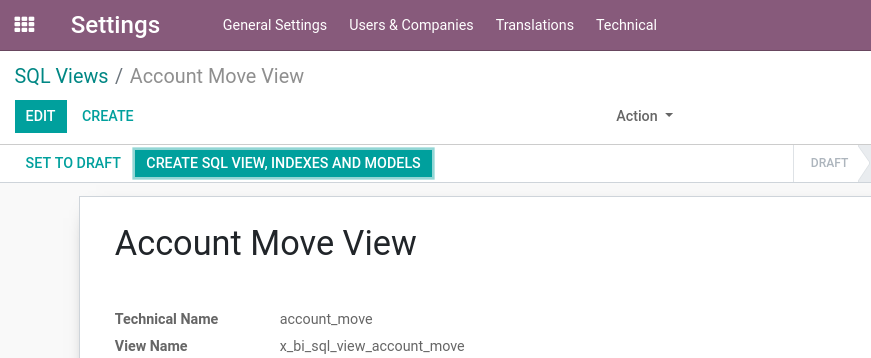 Settings General Settings Users & Companies Translations Technical
SQL Views / Account Move View
EDIT CREATE Action
SET TO DRAFT CREATE SQL VIEW, INDEXES AND MODELS DRAFT
Account Move View
Technical Name account_move
View Name x_bi_sql_view_account_move